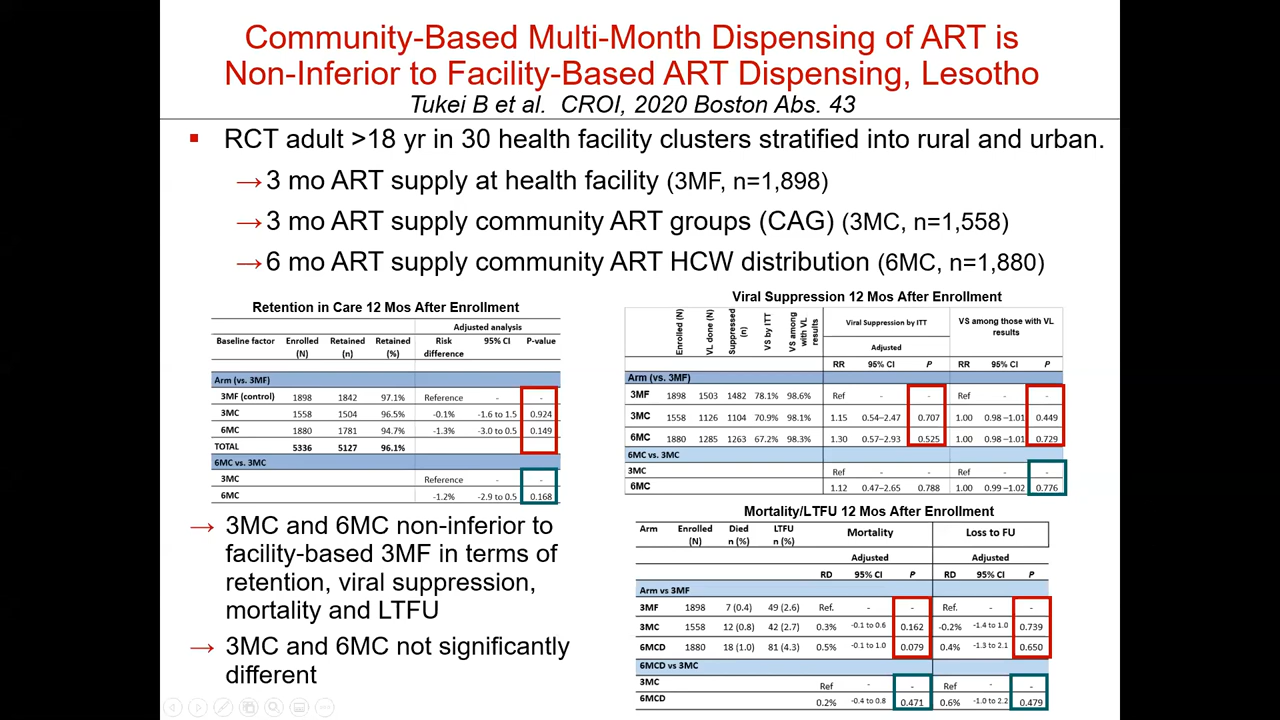 Community-Based Multi-Month Dispensing of ART is
Non-Inferior to Facility-Based ART Dispensing, Lesotho
Tukei B et al. CROI, 2020 Boston Abs. 43
▪ RCT adult >18 yr in 30 health facility clusters stratified into rural and urban.
→ 3 mo ART supply at health facility (3MF, n=1,898)
→ 3 mo ART supply community ART groups (CAG) (3MC, n=1,558)
→ 6 mo ART supply community ART HCW distribution (6MC, n=1,880)
Retention in Care 12 Mos After Enrollment
Adjusted analysis
Baseline factor Enrolled (N) Retained (n) Retained (%) Risk difference 95% CI P-value
Arm (vs. 3MF)
3MF (control) 1898 1842 97.1% Reference - -
3MC 1558 1504 96.5% -0.1% -1.6 to 1.5 0.924
6MC 1880 1781 94.7% -1.3% -3.0 to 0.5 0.149
TOTAL 5336 5127 96.1%
6MC vs. 3MC
3MC Reference - -
6MC -1.2% -2.9 to 0.5 0.168
→ 3MC and 6MC non-inferior to
facility-based 3MF in terms of
retention, viral suppression,
mortality and LTFU
→ 3MC and 6MC not significantly
different
Viral Suppression 12 Mos After Enrollment
Enrolled (N) VL done (N) Suppressed (n) VS by ITT VS among with VL results Viral Suppression by ITT VS among those with VL results
Adjusted
RR 95% CI P RR 95% CI P
Arm (vs. 3MF)
3MF 1898 1503 1482 78.1% 98.6% Ref - - Ref - -
3MC 1558 1126 1104 70.9% 98.1% 1.15 0.54–2.47 0.707 1.00 0.98 –1.01 0.449
6MC 1880 1285 1263 67.2% 98.3% 1.30 0.57–2.93 0.525 1.00 0.98 –1.01 0.729
6MC vs. 3MC
3MC Ref - - Ref - -
6MC 1.12 0.47–2.65 0.788 1.00 0.99 –1.02 0.776
Mortality/LTFU 12 Mos After Enrollment
Arm Enrolled (N) Died n (%) LTFU n (%) Mortality Loss to FU
Adjusted Adjusted
RD 95% CI P RD 95% CI P
Arm vs 3MF
3MF 1898 7 (0.4) 49 (2.6) Ref. - - Ref. - -
3MC 1558 12 (0.8) 42 (2.7) 0.3% -0.1 to 0.6 0.162 -0.2% -1.4 to 1.0 0.739
6MCD 1880 18 (1.0) 81 (4.3) 0.5% -0.1 to 1.0 0.079 0.4% -1.3 to 2.1 0.650
6MCD vs 3MC
3MC Ref - - Ref - -
6MCD 0.2% -0.4 to 0.8 0.471 0.6% -1.0 to 2.2 0.479